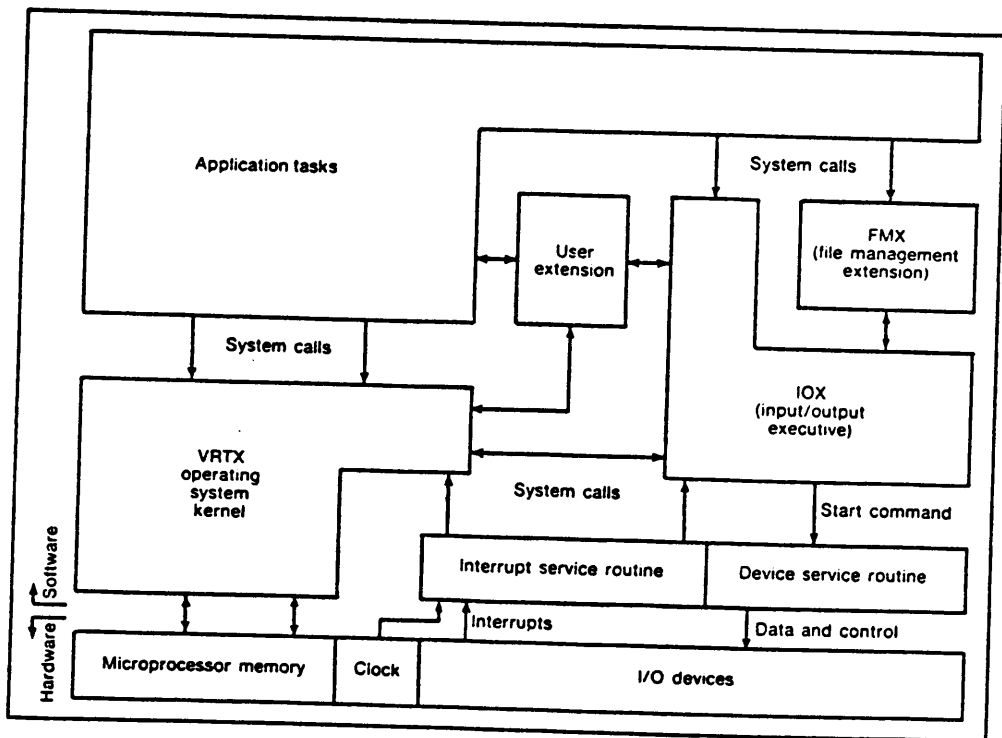 Application tasks
System calls
User
extension
FMX
(file management
extension)
System calls
IOX
(input/output
executive)
VRTX
operating
system
kernel
System calls
Start command
Interrupt service routine
Device service routine
Software
Hardware
Interrupts
Data and control
Microprocessor memory
Clock
I/O devices